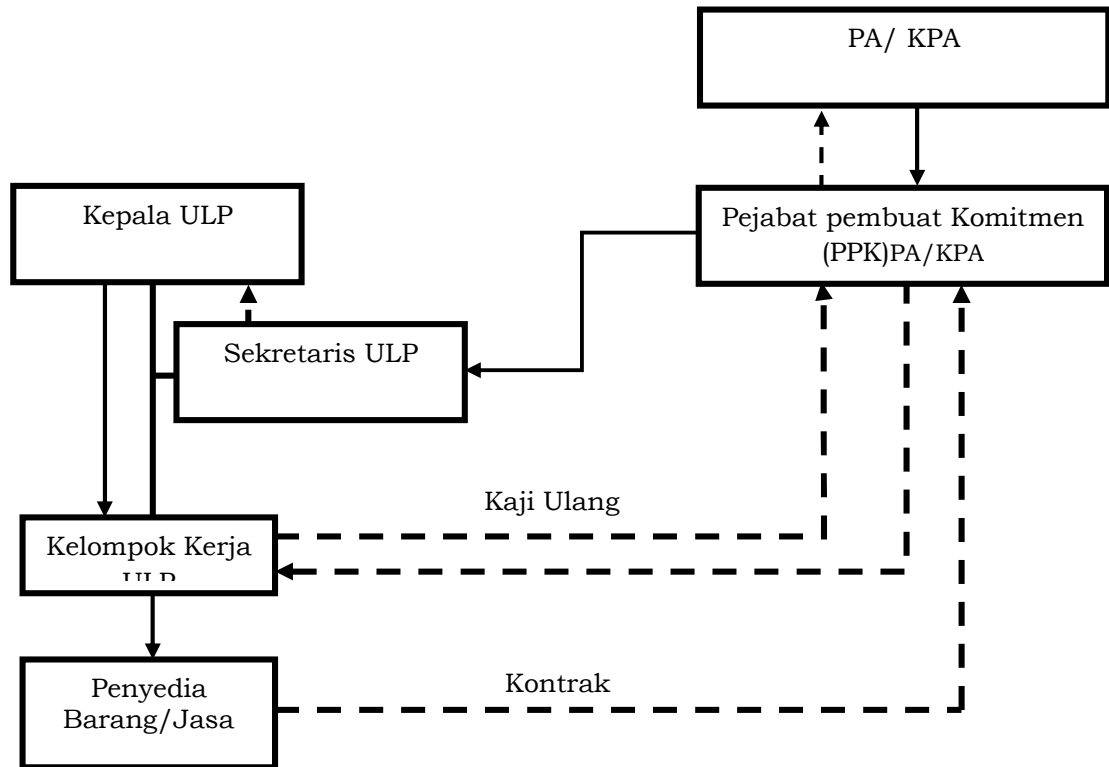 PA/ KPA
Kepala ULP
Pejabat pembuat Komitmen
(PPK)PA/KPA
Sekretaris ULP
Kaji Ulang
Kelompok Kerja
ULP
Penyedia
Barang/Jasa
Kontrak